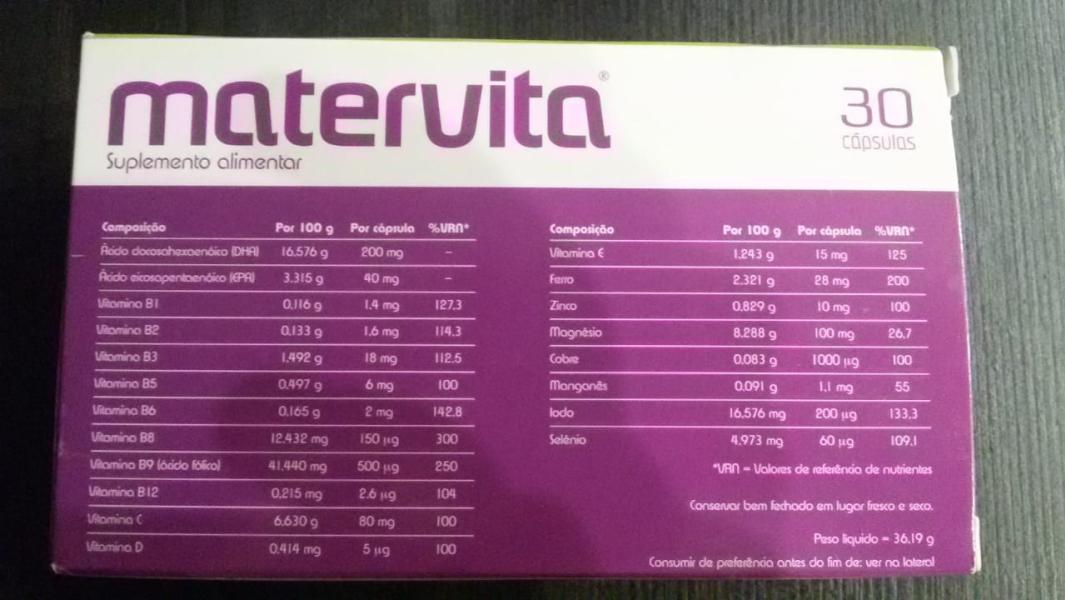 matervita®
Suplemento alimentar
30
cápsulas
Composição Por 100 g Por cápsula %VRN*
Ácido docosahexaenóico (DHA) 16.576 g 200 mg -
Ácido eicosapentaenóico (EPA) 3.315 g 40 mg -
Vitamina B1 0,116 g 1,4 mg 127,3
Vitamina B2 0,133 g 1,6 mg 114,3
Vitamina B3 1,492 g 18 mg 112,5
Vitamina B5 0,497 g 6 mg 100
Vitamina B6 0,165 g 2 mg 142,8
Vitamina B8 12.432 mg 150 µg 300
Vitamina B9 (ácido fólico) 41.440 mg 500 µg 250
Vitamina B12 0,215 mg 2,6 µg 104
Vitamina C 6.630 g 80 mg 100
Vitamina D 0.414 mg 5 µg 100
Composição Por 100 g Por cápsula %VRN*
Vitamina E 1,243 g 15 mg 125
Ferro 2.321 g 28 mg 200
Zinco 0.829 g 10 mg 100
Magnésio 8.288 g 100 mg 26,7
Cobre 0.083 g 1000 µg 100
Manganês 0.091 g 1,1 mg 55
Iodo 16,576 mg 200 µg 133,3
Selénio 4.973 mg 60 µg 109,1
*VRN = Valores de referência de nutrientes
Conservar bem fechado em lugar fresco e seco.
Peso líquido = 36.19 g
Consumir de preferência antes do fim de: ver na lateral